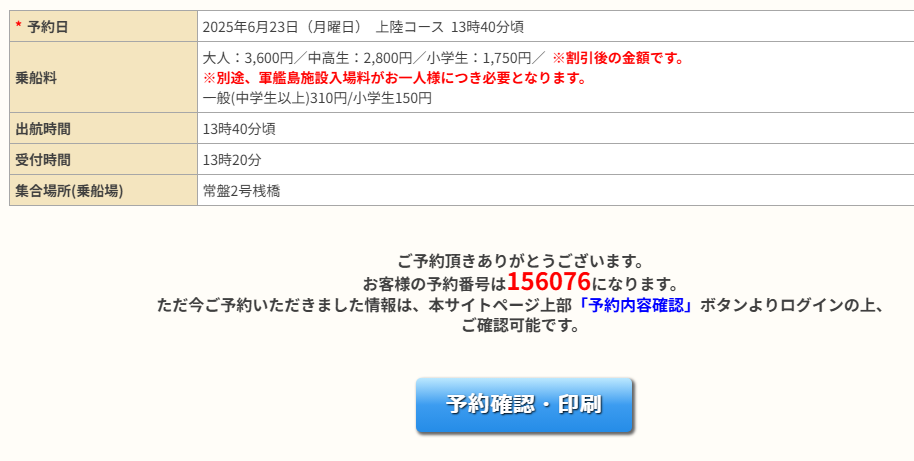 * 予約日
2025年6月23日（月曜日） 上陸コース 13時40分頃
乗船料
大人：3,600円／中高生：2,800円／小学生：1,750円／ ※割引後の金額です。
※別途、軍艦島施設入場料がお一人様につき必要となります。
一般(中学生以上)310円/小学生150円
出航時間
13時40分頃
受付時間
13時20分
集合場所(乗船場)
常盤2号桟橋
ご予約頂きありがとうございます。
お客様の予約番号は156076になります。
ただ今ご予約いただきました情報は、本サイトページ上部「予約内容確認」ボタンよりログインの上、
ご確認可能です。
予約確認・印刷